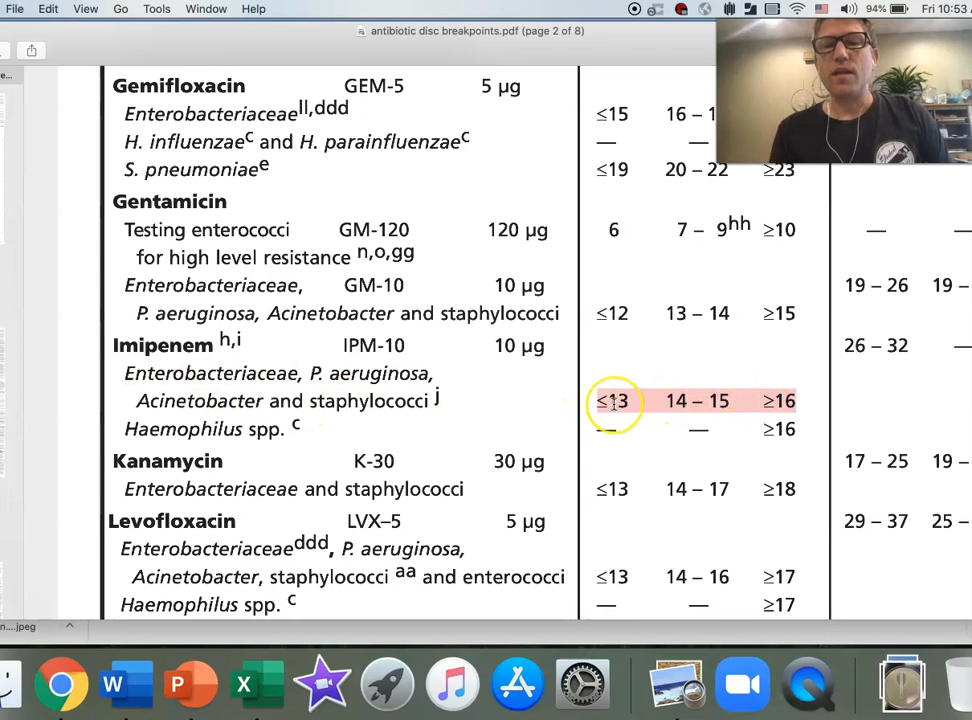 File Edit View Go Tools Window Help 94% Fri 10:53
antibiotic disc breakpoints.pdf (page 2 of 8)
Gemifloxacin GEM-5 5 µg
Enterobacteriaceae ll,ddd ≤15 16 – 1
H. influenzae c and H. parainfluenzae c — —
S. pneumoniae e ≤19 20 – 22 ≥23
Gentamicin
Testing enterococci GM-120 120 µg 6 7 – 9 hh ≥10 — —
for high level resistance n,o,gg
Enterobacteriaceae, GM-10 10 µg 19 – 26 19 –
P. aeruginosa, Acinetobacter and staphylococci ≤12 13 – 14 ≥15
Imipenem h,i IPM-10 10 µg 26 – 32 —
Enterobacteriaceae, P. aeruginosa,
Acinetobacter and staphylococci j ≤13 14 – 15 ≥16
Haemophilus spp. c — — ≥16
Kanamycin K-30 30 µg 17 – 25 19 –
Enterobacteriaceae and staphylococci ≤13 14 – 17 ≥18
Levofloxacin LVX–5 5 µg 29 – 37 25 –
Enterobacteriaceae ddd, P. aeruginosa,
Acinetobacter, staphylococci aa and enterococci ≤13 14 – 16 ≥17
Haemophilus spp. c — — ≥17
n....jpeg
W P X